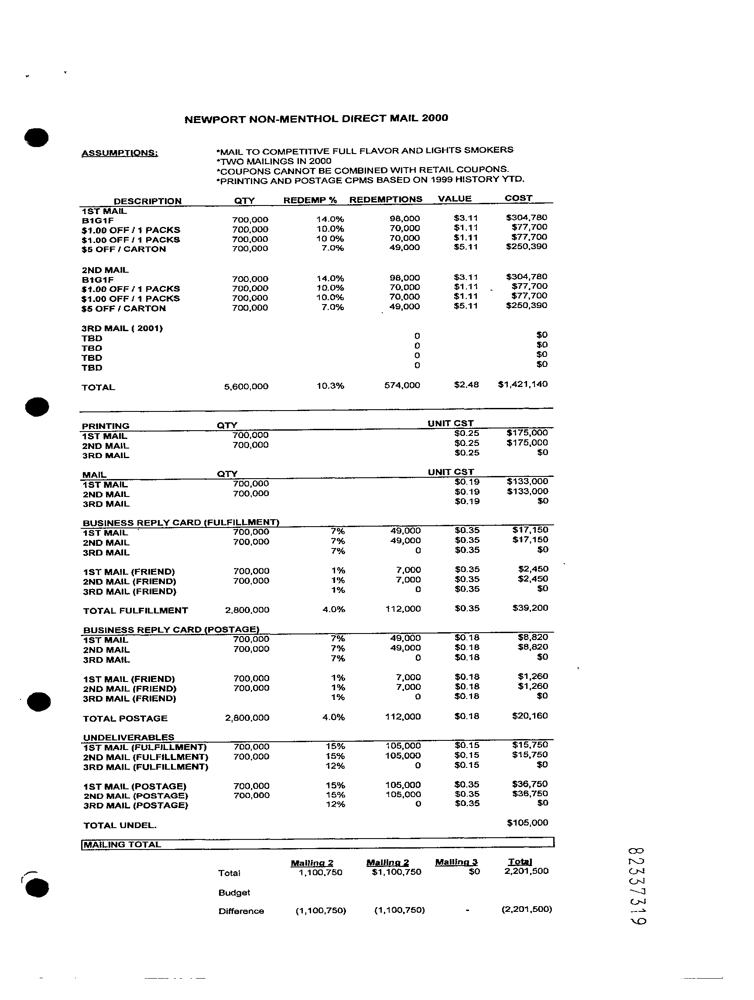 NEWPORT NON-MENTHOL DIRECT MAIL 2000
ASSUMPTIONS: *MAIL TO COMPETITIVE FULL FLAVOR AND LIGHTS SMOKERS
*TWO MAILINGS IN 2000
*COUPONS CANNOT BE COMBINED WITH RETAIL COUPONS.
*PRINTING AND POSTAGE CPMS BASED ON 1999 HISTORY YTD.
DESCRIPTION QTY REDEMP % REDEMPTIONS VALUE COST
1ST MAIL
B1G1F 700,000 14.0% 98,000 $3.11 $304,780
$1.00 OFF / 1 PACKS 700,000 10.0% 70,000 $1.11 $77,700
$1.00 OFF / 1 PACKS 700,000 10 0% 70,000 $1.11 $77,700
$5 OFF / CARTON 700,000 7.0% 49,000 $5.11 $250,390
2ND MAIL
B1G1F 700,000 14.0% 98,000 $3.11 $304,780
$1.00 OFF / 1 PACKS 700,000 10.0% 70,000 $1.11 $77,700
$1.00 OFF / 1 PACKS 700,000 10.0% 70,000 $1.11 $77,700
$5 OFF / CARTON 700,000 7.0% 49,000 $5.11 $250,390
3RD MAIL ( 2001)
TBD 0 $0
TBD 0 $0
TBD 0 $0
TBD 0 $0
TOTAL 5,600,000 10.3% 574,000 $2.48 $1,421,140
PRINTING QTY UNIT CST
1ST MAIL 700,000 $0.25 $175,000
2ND MAIL 700,000 $0.25 $175,000
3RD MAIL $0.25 $0
MAIL QTY UNIT CST
1ST MAIL 700,000 $0.19 $133,000
2ND MAIL 700,000 $0.19 $133,000
3RD MAIL $0.19 $0
BUSINESS REPLY CARD (FULFILLMENT)
1ST MAIL 700,000 7% 49,000 $0.35 $17,150
2ND MAIL 700,000 7% 49,000 $0.35 $17,150
3RD MAIL 7% 0 $0.35 $0
1ST MAIL (FRIEND) 700,000 1% 7,000 $0.35 $2,450
2ND MAIL (FRIEND) 700,000 1% 7,000 $0.35 $2,450
3RD MAIL (FRIEND) 1% 0 $0.35 $0
TOTAL FULFILLMENT 2,800,000 4.0% 112,000 $0.35 $39,200
BUSINESS REPLY CARD (POSTAGE)
1ST MAIL 700,000 7% 49,000 $0.18 $8,820
2ND MAIL 700,000 7% 49,000 $0.18 $8,820
3RD MAIL 7% 0 $0.18 $0
1ST MAIL (FRIEND) 700,000 1% 7,000 $0.18 $1,260
2ND MAIL (FRIEND) 700,000 1% 7,000 $0.18 $1,260
3RD MAIL (FRIEND) 1% 0 $0.18 $0
TOTAL POSTAGE 2,800,000 4.0% 112,000 $0.18 $20,160
UNDELIVERABLES
1ST MAIL (FULFILLMENT) 700,000 15% 105,000 $0.15 $15,750
2ND MAIL (FULFILLMENT) 700,000 15% 105,000 $0.15 $15,750
3RD MAIL (FULFILLMENT) 12% 0 $0.15 $0
1ST MAIL (POSTAGE) 700,000 15% 105,000 $0.35 $36,750
2ND MAIL (POSTAGE) 700,000 15% 105,000 $0.35 $36,750
3RD MAIL (POSTAGE) 12% 0 $0.35 $0
TOTAL UNDEL. $105,000
MAILING TOTAL
Mailing 2 Mailing 2 Mailing 3 Total
Total 1,100,750 $1,100,750 $0 2,201,500
Budget
Difference (1,100,750) (1,100,750) - (2,201,500)
82337319